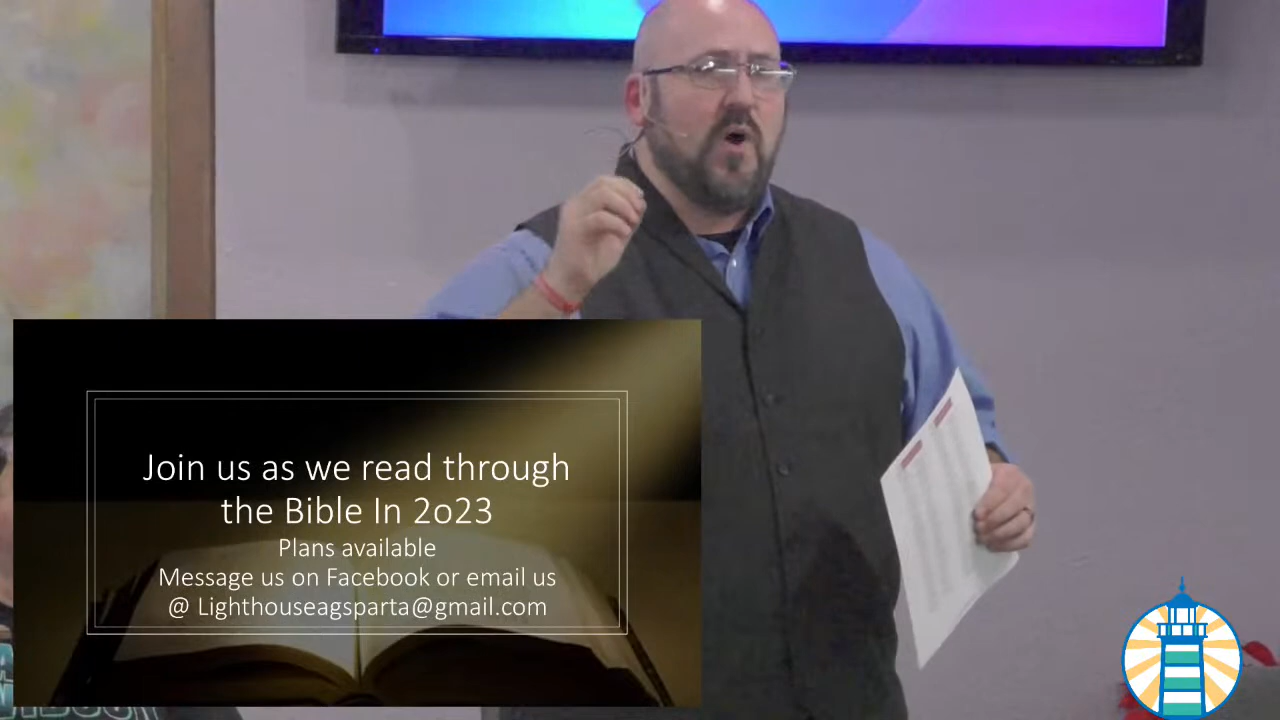 Join us as we read through
the Bible In 2o23
Plans available
Message us on Facebook or email us
@ Lighthouseagsparta@gmail.com